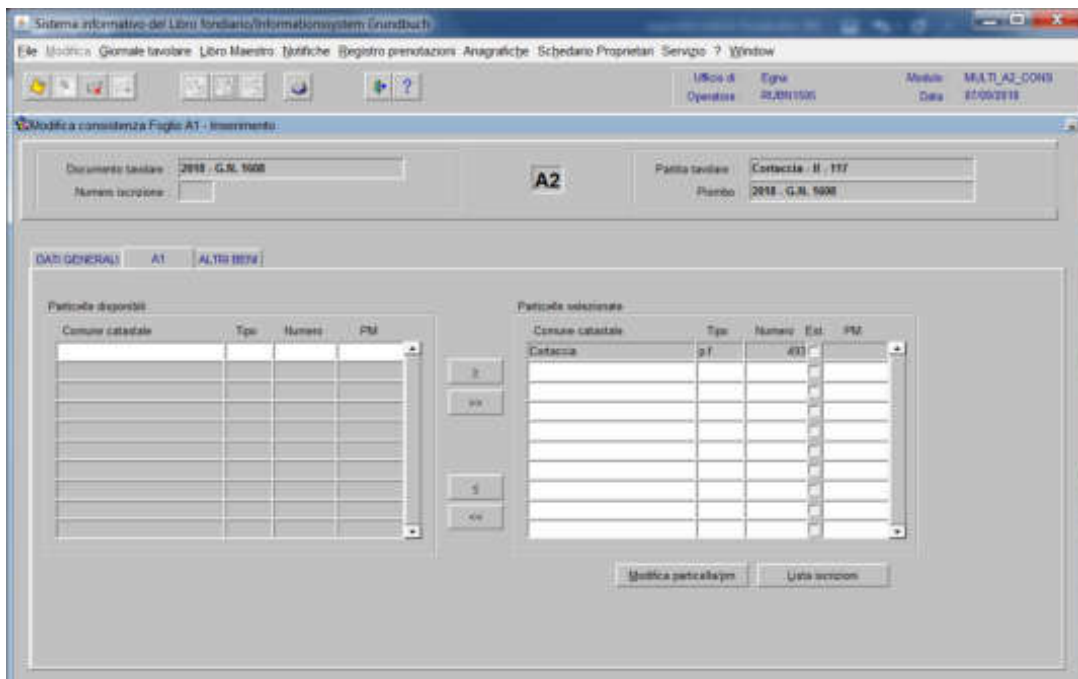 Sistema informativo del Libro fondiario/Informationssystem Grundbuch
File Modifica Giornale tavolare Libro Maestro Notifiche Registro prenotazioni Anagrafiche Schedario Proprietari Servizio ? Window
Ufficio di Egna Modulo MULTI_A2_CONSI
Operatore Data
Modifica consistenza Foglio A1 - Inserimento
Documento tavolare 2018 - G.N. 1608 A2 Partita tavolare Cortaccia - II - 117
Numero iscrizione Piombo 2018 - G.N. 1608
DATI GENERALI A1 ALTRI BENI
Particelle disponibili Particelle selezionate
Comune catastale Tipo Numero PM Comune catastale Tipo Numero Est. PM
Cortaccia p.f 493
<<
<<
Modifica particella/pm Lista iscrizioni